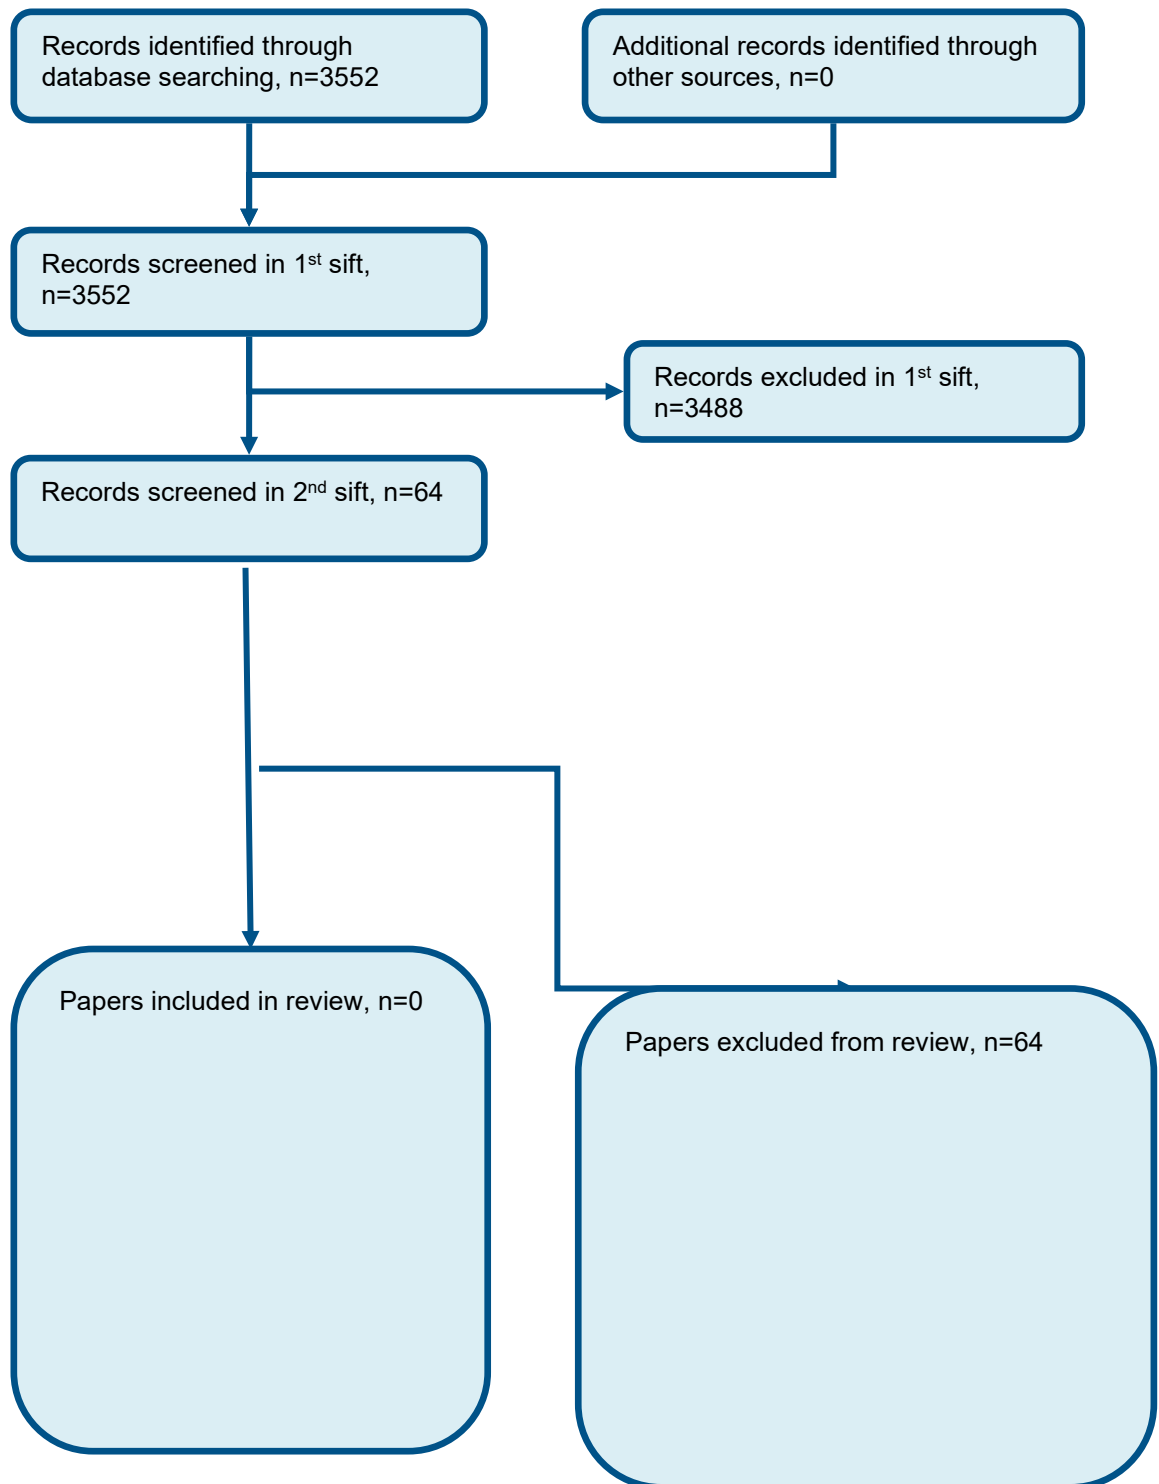 Records identified through
database searching, n=3552
Additional records identified through
other sources, n=0
Records screened in 1st sift,
n=3552
Records excluded in 1st sift,
n=3488
Records screened in 2nd sift, n=64
Papers included in review, n=0
Papers excluded from review, n=64